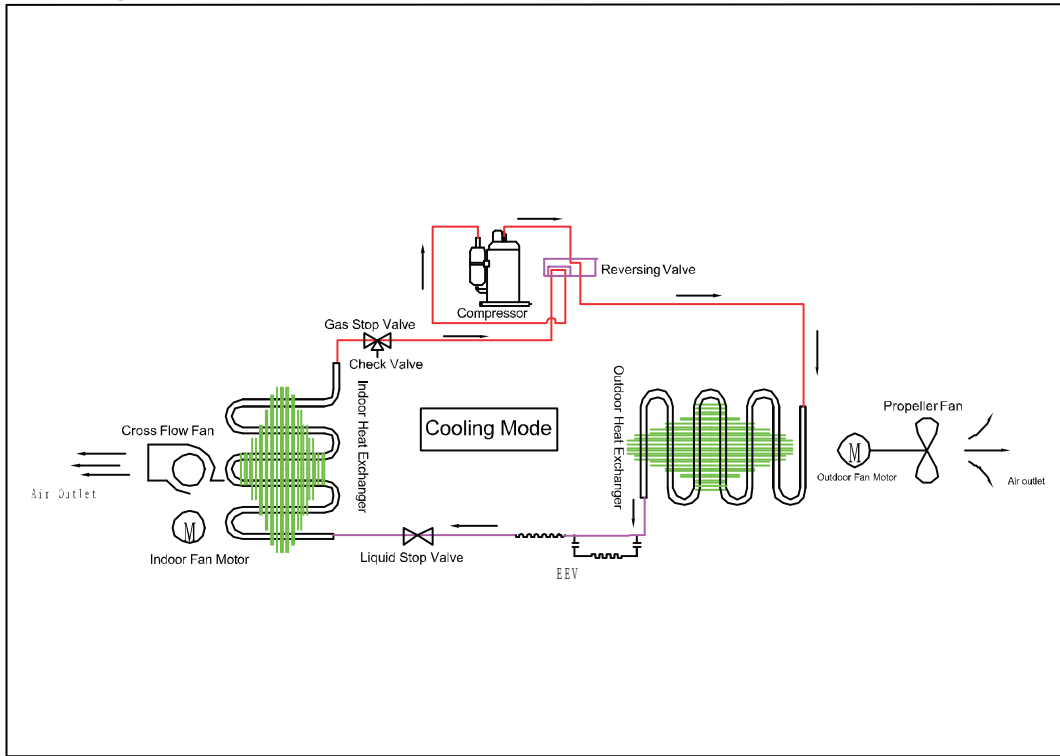 Reversing Valve
Compressor
Gas Stop Valve
Check Valve
Indoor Heat Exchanger
Outdoor Heat Exchanger
Cooling Mode
Propeller Fan
Cross Flow Fan
M
Outdoor Fan Motor
Air outlet
Air Outlet
M
Indoor Fan Motor
Liquid Stop Valve
EEV